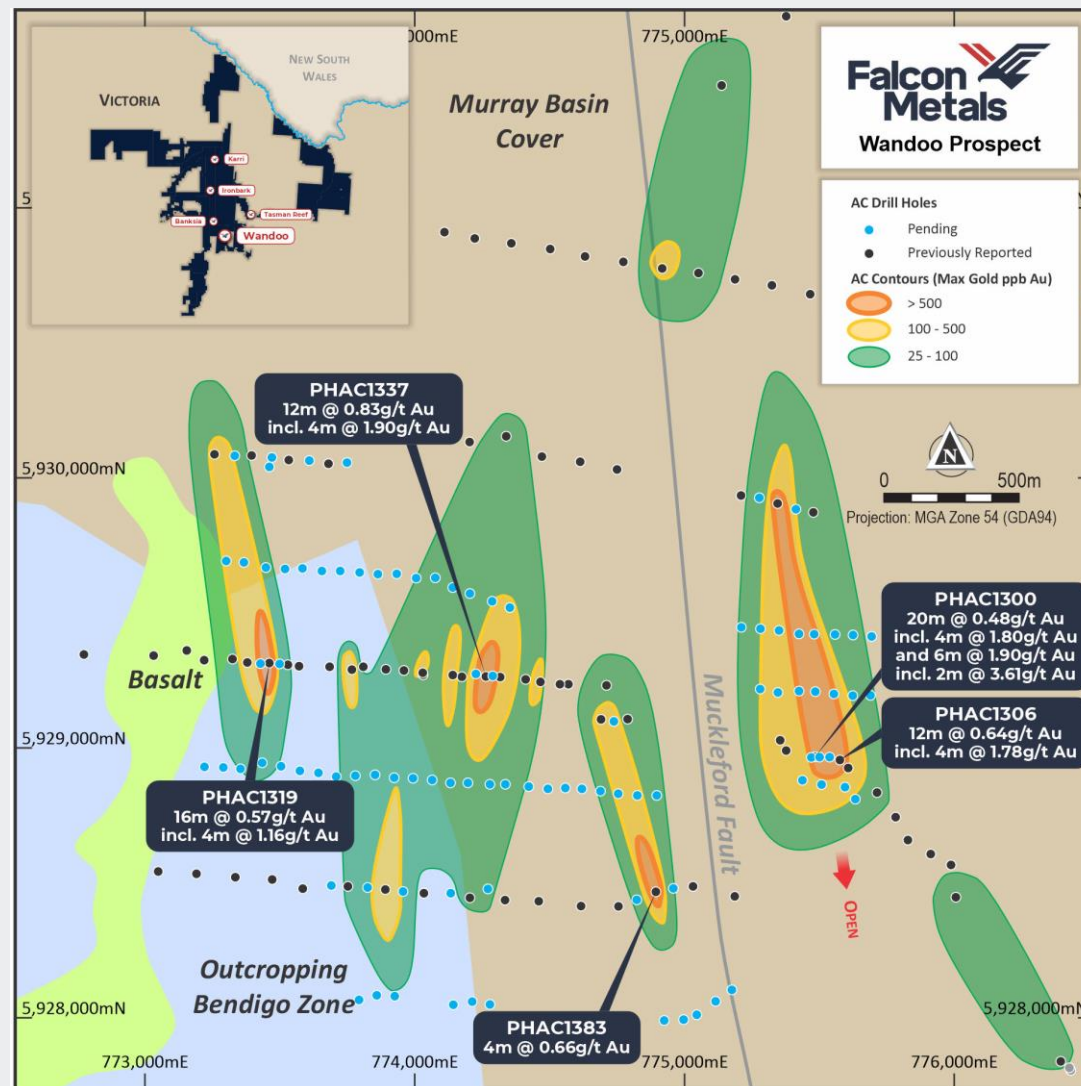 ,000mE
775,000mE
NEW SOUTH
WALES
VICTORIA
Karri
Ironbark
Banksia
Tasman Reef
Wandoo
Murray Basin
Cover
Falcon
Metals
Wandoo Prospect
AC Drill Holes
Pending
Previously Reported
AC Contours (Max Gold ppb Au)
> 500
100 - 500
25 - 100
5
N
0 500m
Projection: MGA Zone 54 (GDA94)
PHAC1337
12m @ 0.83g/t Au
incl. 4m @ 1.90g/t Au
5,930,000mN
5
PHAC1300
20m @ 0.48g/t Au
incl. 4m @ 1.80g/t Au
and 6m @ 1.90g/t Au
incl. 2m @ 3.61g/t Au
PHAC1306
12m @ 0.64g/t Au
incl. 4m @ 1.78g/t Au
Basalt
Muckleford Fault
5,929,000mN
PHAC1319
16m @ 0.57g/t Au
incl. 4m @ 1.16g/t Au
OPEN
Outcropping
Bendigo Zone
PHAC1383
4m @ 0.66g/t Au
5,928,000mN
5,928,000mN
773,000mE
774,000mE
775,000mE
776,000mE